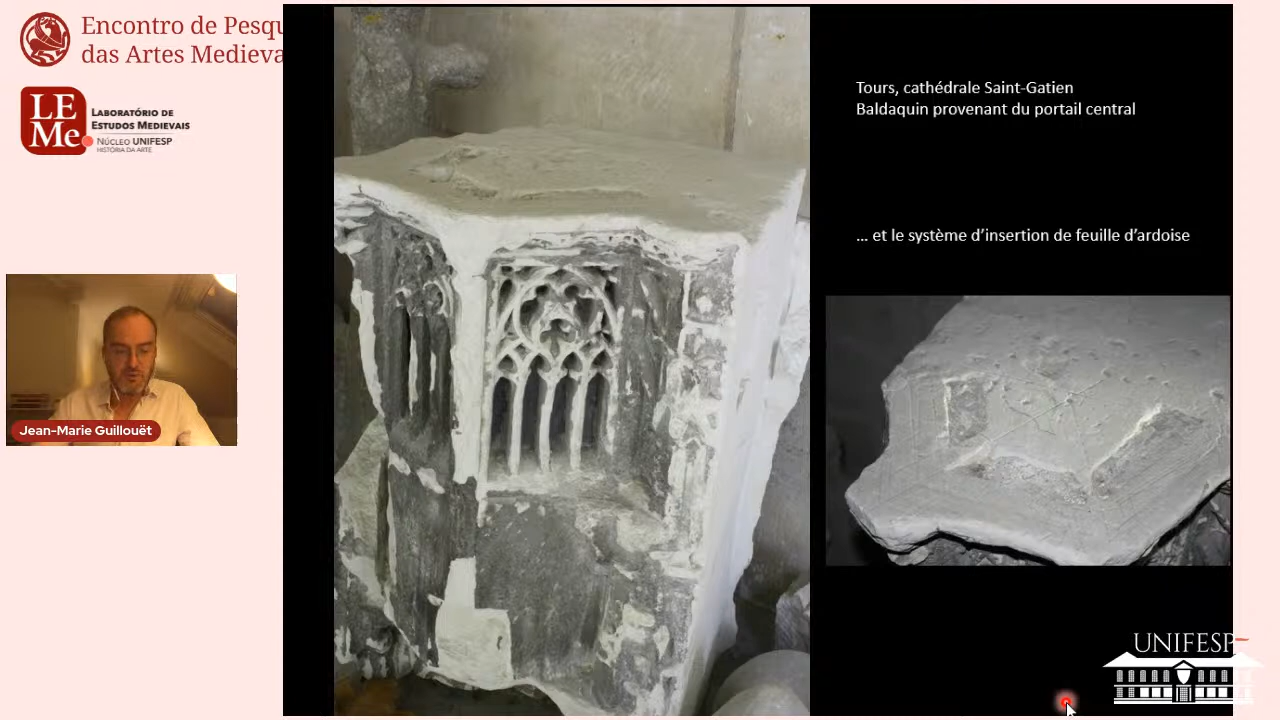 Encontro de Pesqu
das Artes Medieva
LE
Me
LABORATÓRIO DE
ESTUDOS MEDIEVAIS
NÚCLEO UNIFESP
HISTÓRIA DA ARTE
Tours, cathédrale Saint-Gatien
Baldaquin provenant du portail central
... et le système d’insertion de feuille d’ardoise
Jean-Marie Guillouët
UNIFESP